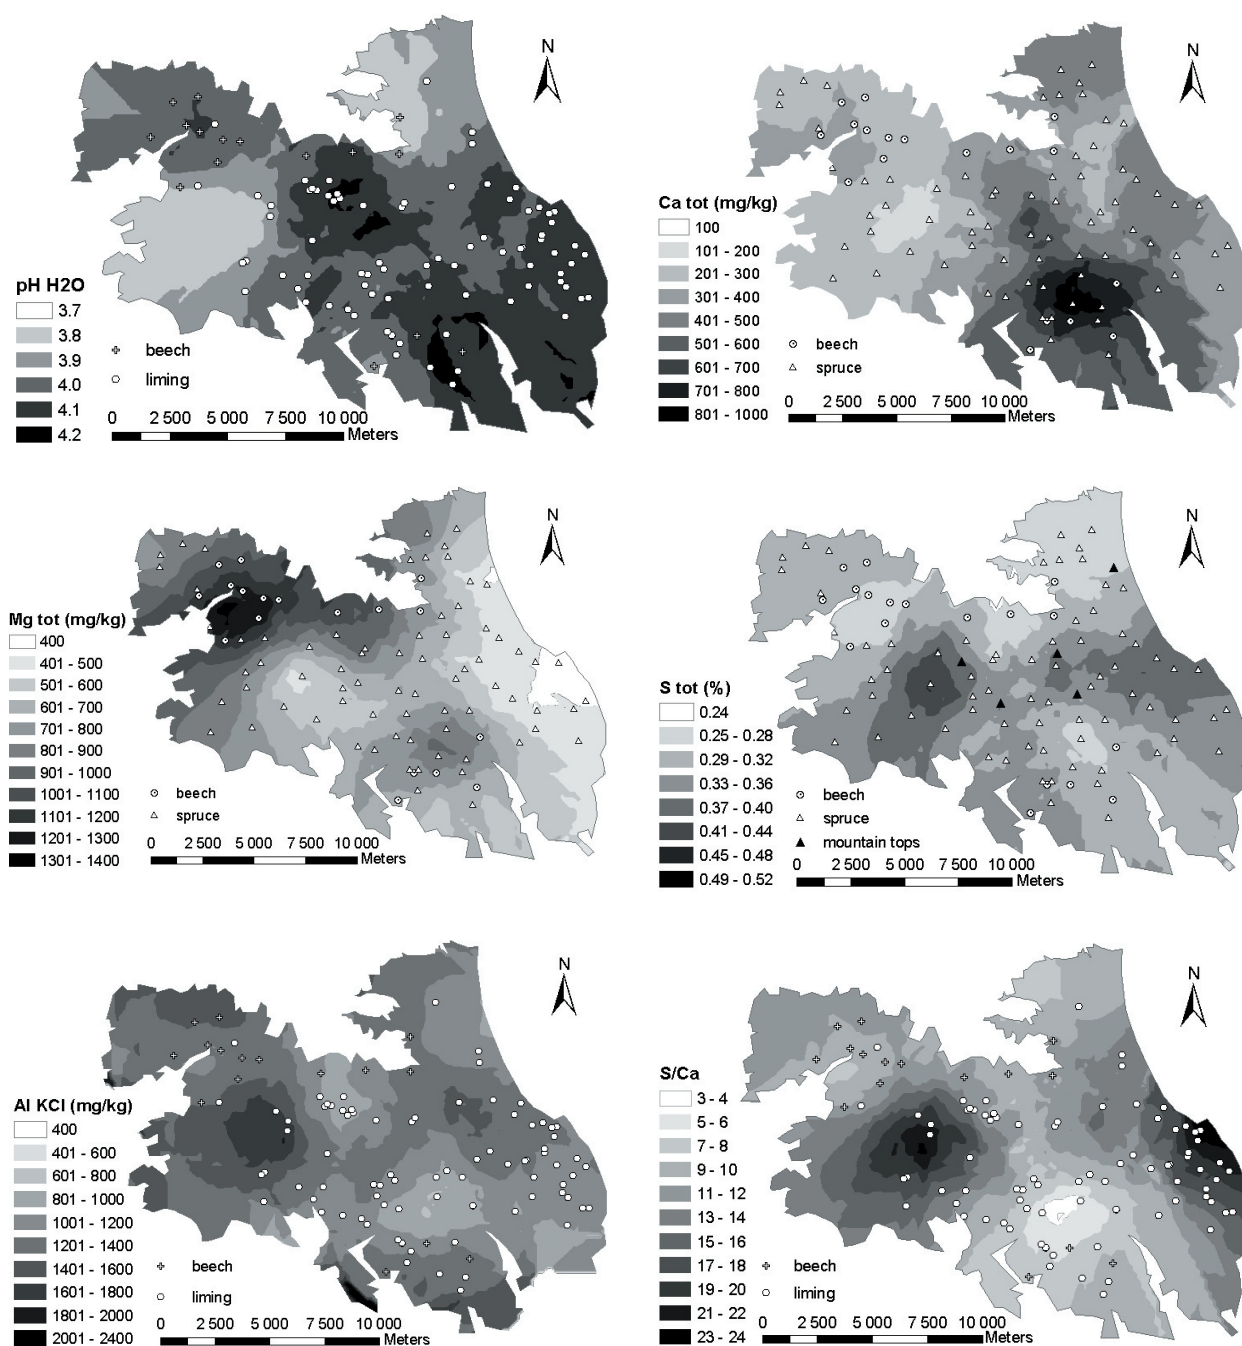 N
pH H2O
3.7
3.8
3.9
4.0
4.1
4.2
beech
liming
0 2 500 5 000 7 500 10 000
Meters
N
Ca tot (mg/kg)
100
101 - 200
201 - 300
301 - 400
401 - 500
501 - 600
601 - 700
701 - 800
801 - 1000
beech
spruce
0 2 500 5 000 7 500 10 000
Meters
N
Mg tot (mg/kg)
400
401 - 500
501 - 600
601 - 700
701 - 800
801 - 900
901 - 1000
1001 - 1100
1101 - 1200
1201 - 1300
1301 - 1400
beech
spruce
0 2 500 5 000 7 500 10 000
Meters
N
S tot (%)
0.24
0.25 - 0.28
0.29 - 0.32
0.33 - 0.36
0.37 - 0.40
0.41 - 0.44
0.45 - 0.48
0.49 - 0.52
beech
spruce
mountain tops
0 2 500 5 000 7 500 10 000
Meters
N
Al KCl (mg/kg)
400
401 - 600
601 - 800
801 - 1000
1001 - 1200
1201 - 1400
1401 - 1600
1601 - 1800
1801 - 2000
2001 - 2400
beech
liming
0 2 500 5 000 7 500 10 000
Meters
N
S/Ca
3 - 4
5 - 6
7 - 8
9 - 10
11 - 12
13 - 14
15 - 16
17 - 18
19 - 20
21 - 22
23 - 24
beech
liming
0 2 500 5 000 7 500 10 000
Meters